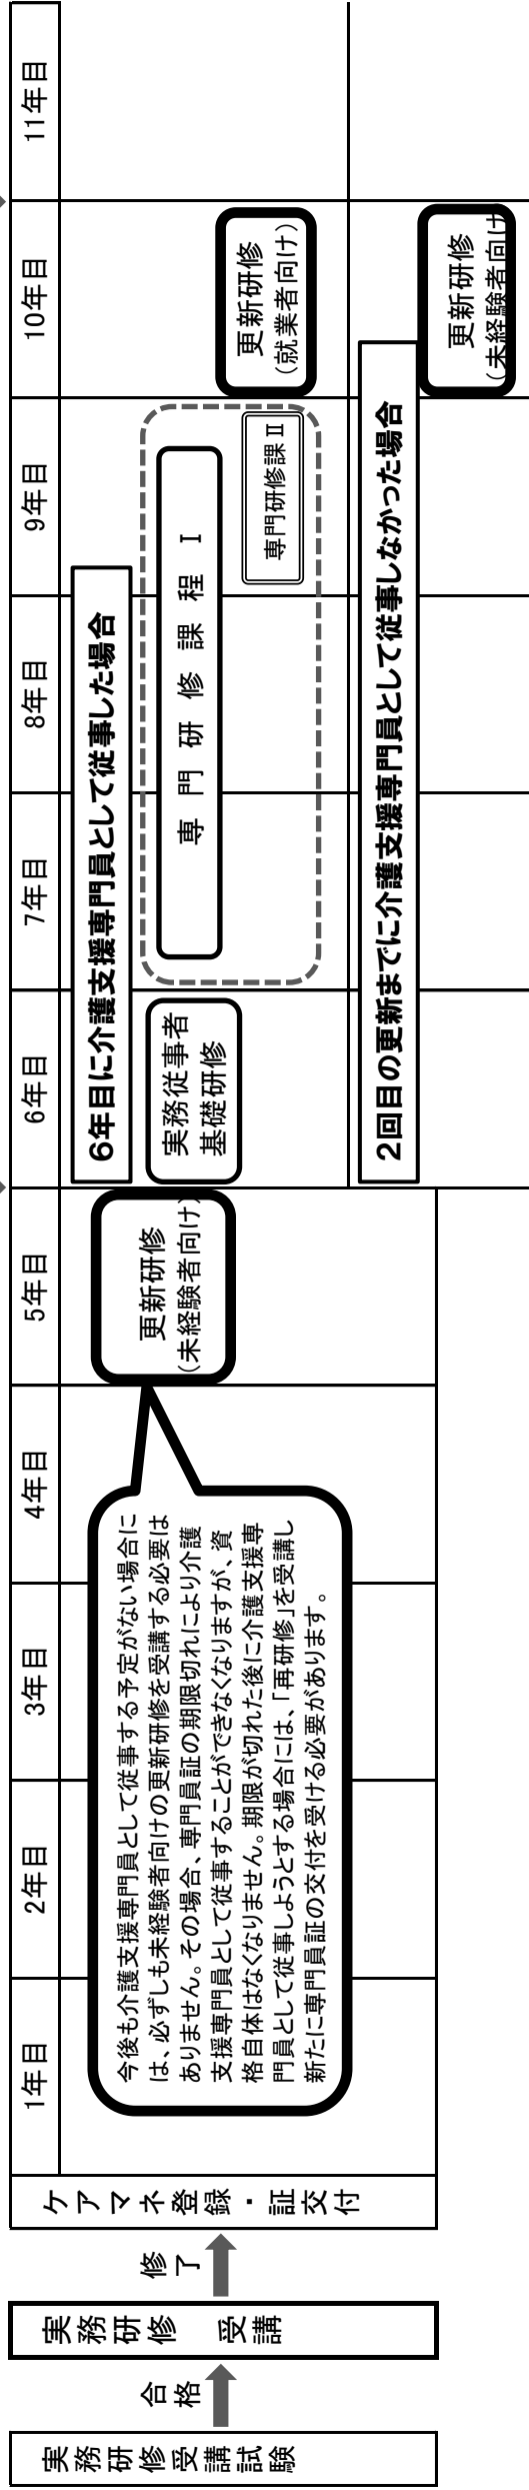 実務研修受講試験
合格
実務研修 受講
修了
ケアマネ登録・証交付
1年目
2年目
3年目
4年目
5年目
6年目
7年目
8年目
9年目
10年目
11年目
今後も介護支援専門員として従事する予定がない場合に
は、必ずしも未経験者向けの更新研修を受講する必要は
ありません。その場合、専門員証の期限切れにより介護
支援専門員として従事することができなくなりますが、資
格自体はなくなりません。期限が切れた後に介護支援専
門員として従事しようとする場合には、「再研修」を受講し
新たに専門員証の交付を受ける必要があります。
更新研修
(未経験者向け)
6年目に介護支援専門員として従事した場合
実務従事者
基礎研修
専門研修課程 Ⅰ
専門研修課Ⅱ
更新研修
(就業者向け)
2回目の更新までに介護支援専門員として従事しなかった場合
更新研修
(未経験者向け